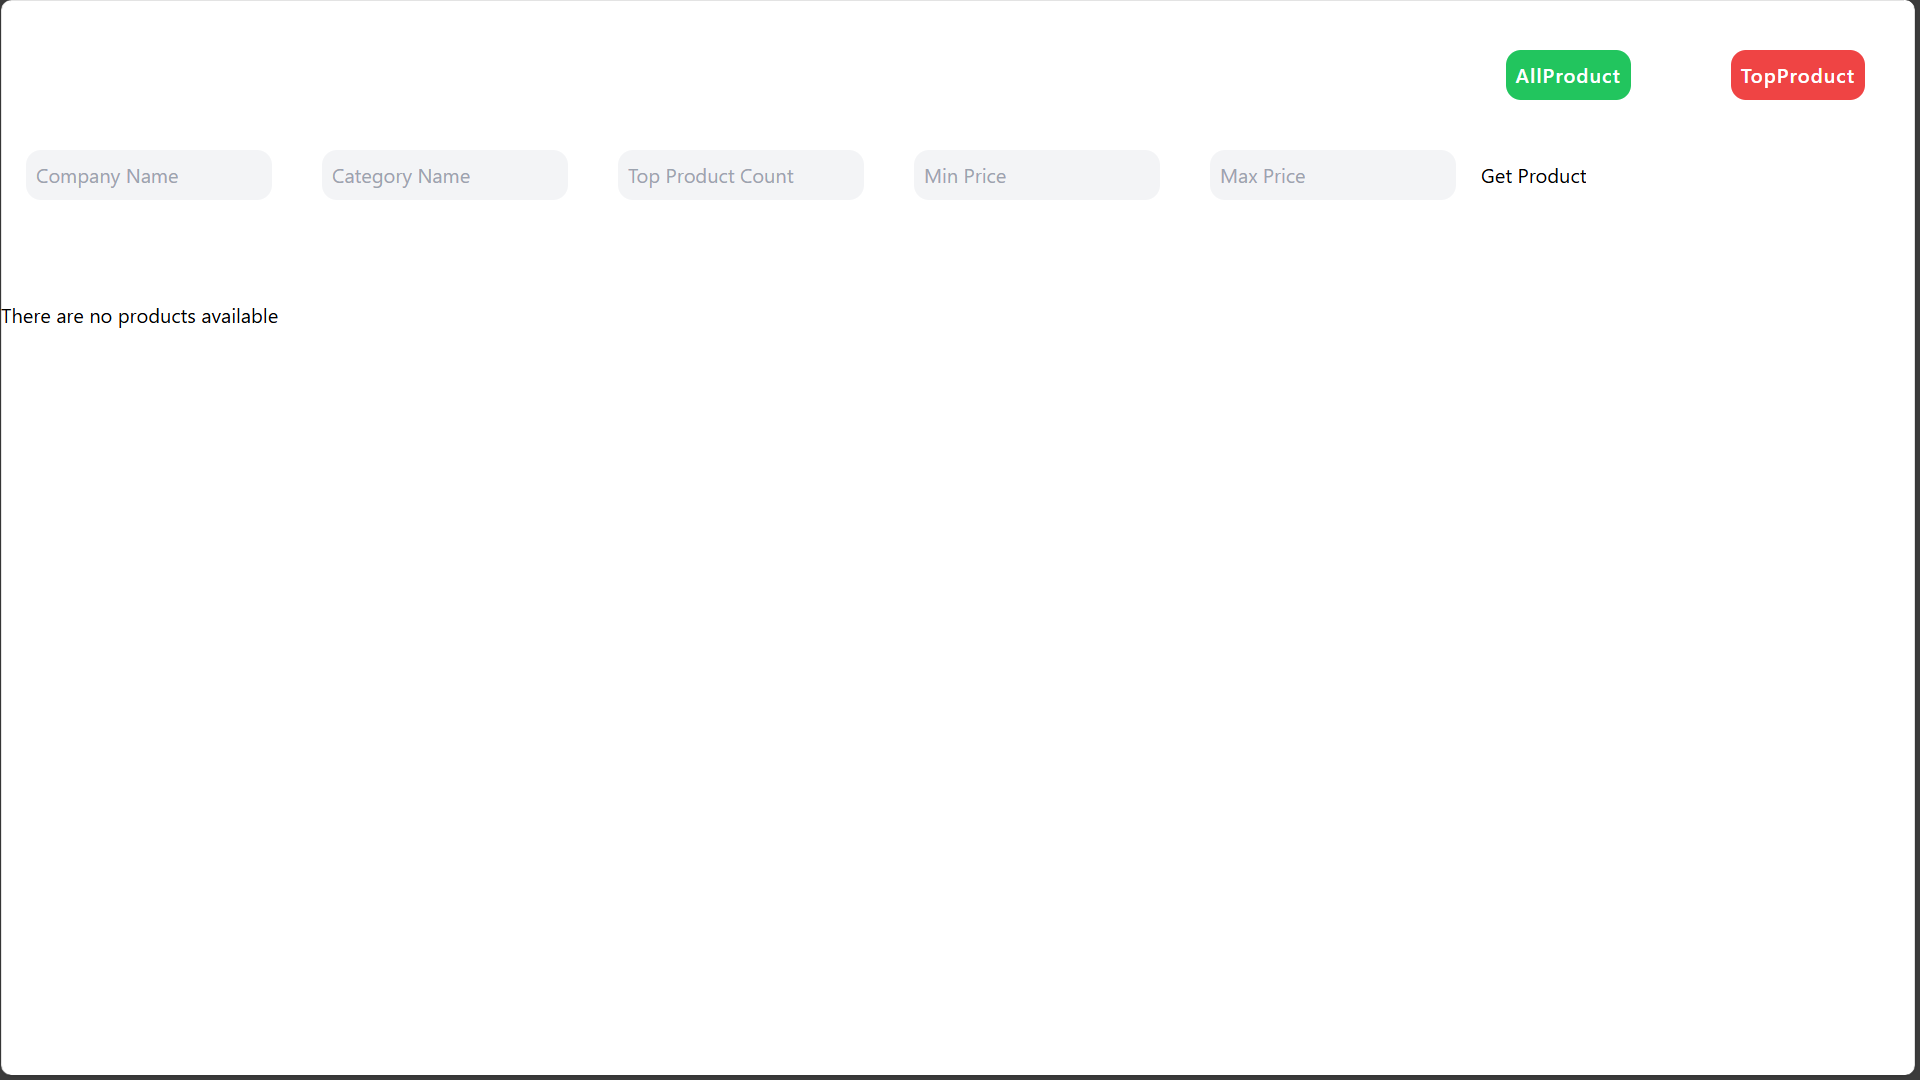 AllProduct TopProduct
Company Name Category Name Top Product Count Min Price Max Price Get Product
There are no products available